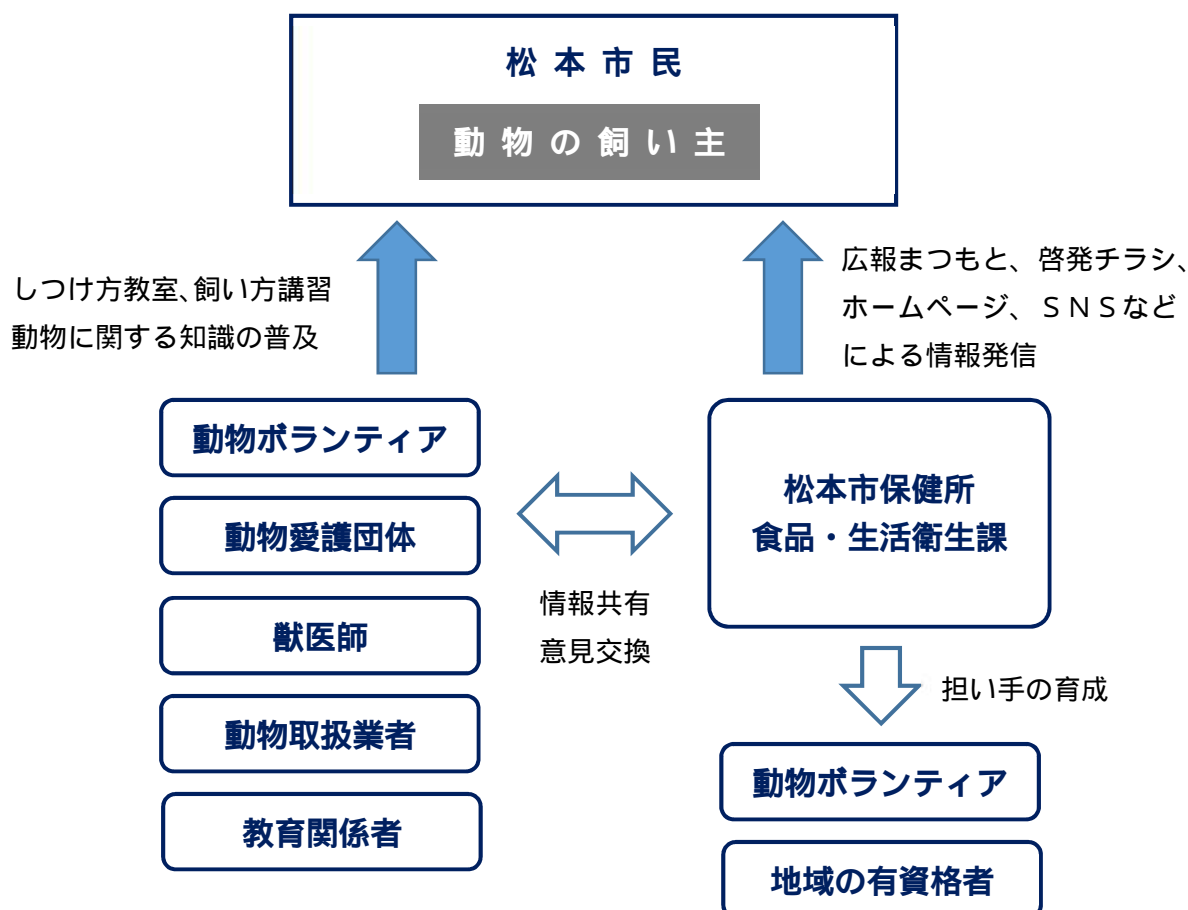 松本市民
動物の飼い主
しつけ方教室、飼い方講習
動物に関する知識の普及
広報まつもと、啓発チラシ、
ホームページ、ＳＮＳなど
による情報発信
動物ボランティア
動物愛護団体
獣医師
動物取扱業者
教育関係者
情報共有
意見交換
松本市保健所
食品・生活衛生課
担い手の育成
動物ボランティア
地域の有資格者